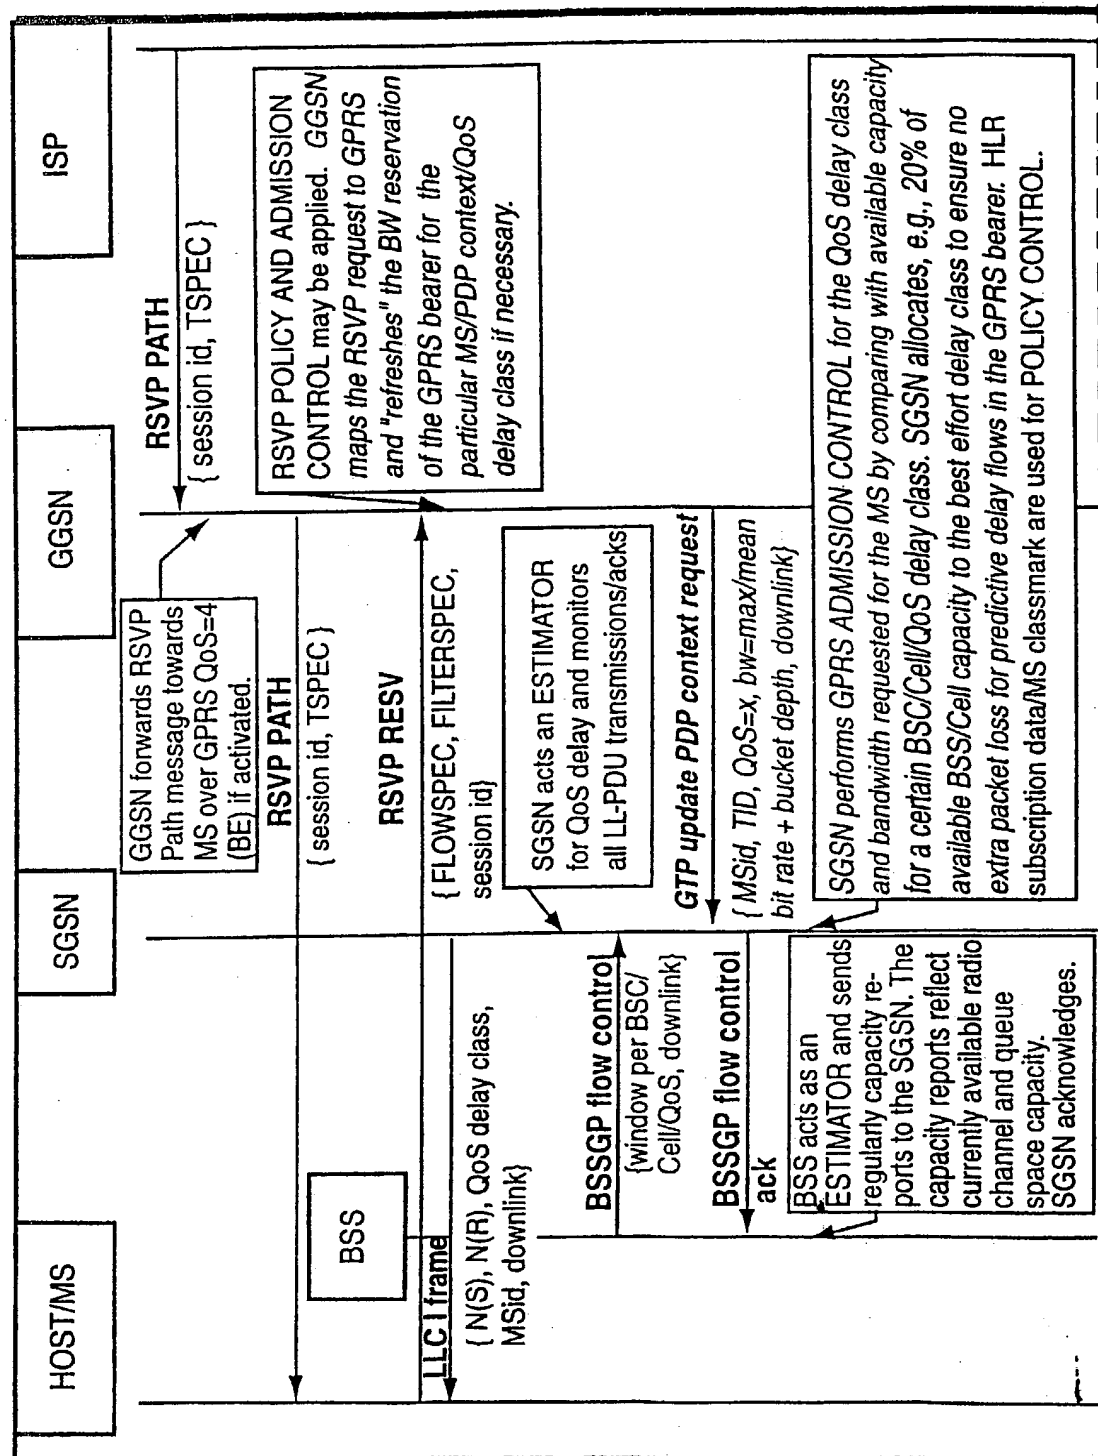 HOST/MS
SGSN
GGSN
ISP
RSVP PATH
{ session id, TSPEC }
GGSN forwards RSVP
Path message towards
MS over GPRS QoS=4
(BE) if activated.
RSVP POLICY AND ADMISSION
CONTROL may be applied. GGSN
maps the RSVP request to GPRS
and "refreshes" the BW reservation
of the GPRS bearer for the
particular MS/PDP context/QoS
delay class if necessary.
RSVP PATH
{ session id, TSPEC }
BSS
RSVP RESV
{ FLOWSPEC, FILTERSPEC,
session id}
LLC I frame
{ N(S), N(R), QoS delay class,
MSid, downlink}
SGSN acts an ESTIMATOR
for QoS delay and monitors
all LL-PDU transmissions/acks
BSSGP flow control
{window per BSC/
Cell/QoS, downlink}
GTP update PDP context request
{ MSid, TID, QoS=x, bw=max/mean
bit rate + bucket depth, downlink}
BSSGP flow control
ack
BSS acts as an
ESTIMATOR and sends
regularly capacity re-
ports to the SGSN. The
capacity reports reflect
currently available radio
channel and queue
space capacity.
SGSN acknowledges.
SGSN performs GPRS ADMISSION CONTROL for the QoS delay class
and bandwidth requested for the MS by comparing with available capacity
for a certain BSC/Cell/QoS delay class. SGSN allocates, e.g., 20% of
available BSS/Cell capacity to the best effort delay class to ensure no
extra packet loss for predictive delay flows in the GPRS bearer. HLR
subscription data/MS classmark are used for POLICY CONTROL.